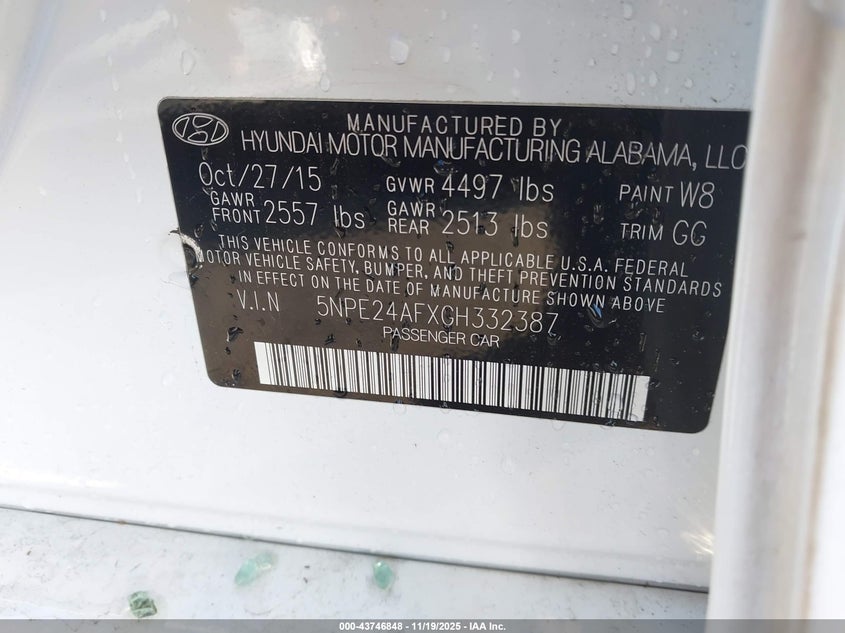 MANUFACTURED BY
HYUNDAI MOTOR MANUFACTURING ALABAMA, LLC
Oct/27/15 GVWR 4497 lbs PAINT W8
GAWR FRONT 2557 lbs GAWR REAR 2513 lbs TRIM GG
THIS VEHICLE CONFORMS TO ALL APPLICABLE U.S.A. FEDERAL
MOTOR VEHICLE SAFETY, BUMPER, AND THEFT PREVENTION STANDARDS
IN EFFECT ON THE DATE OF MANUFACTURE SHOWN ABOVE
V.I.N 5NPE24AFXGH332387
PASSENGER CAR
000-43746848 - 11/19/2025 - IAA Inc.